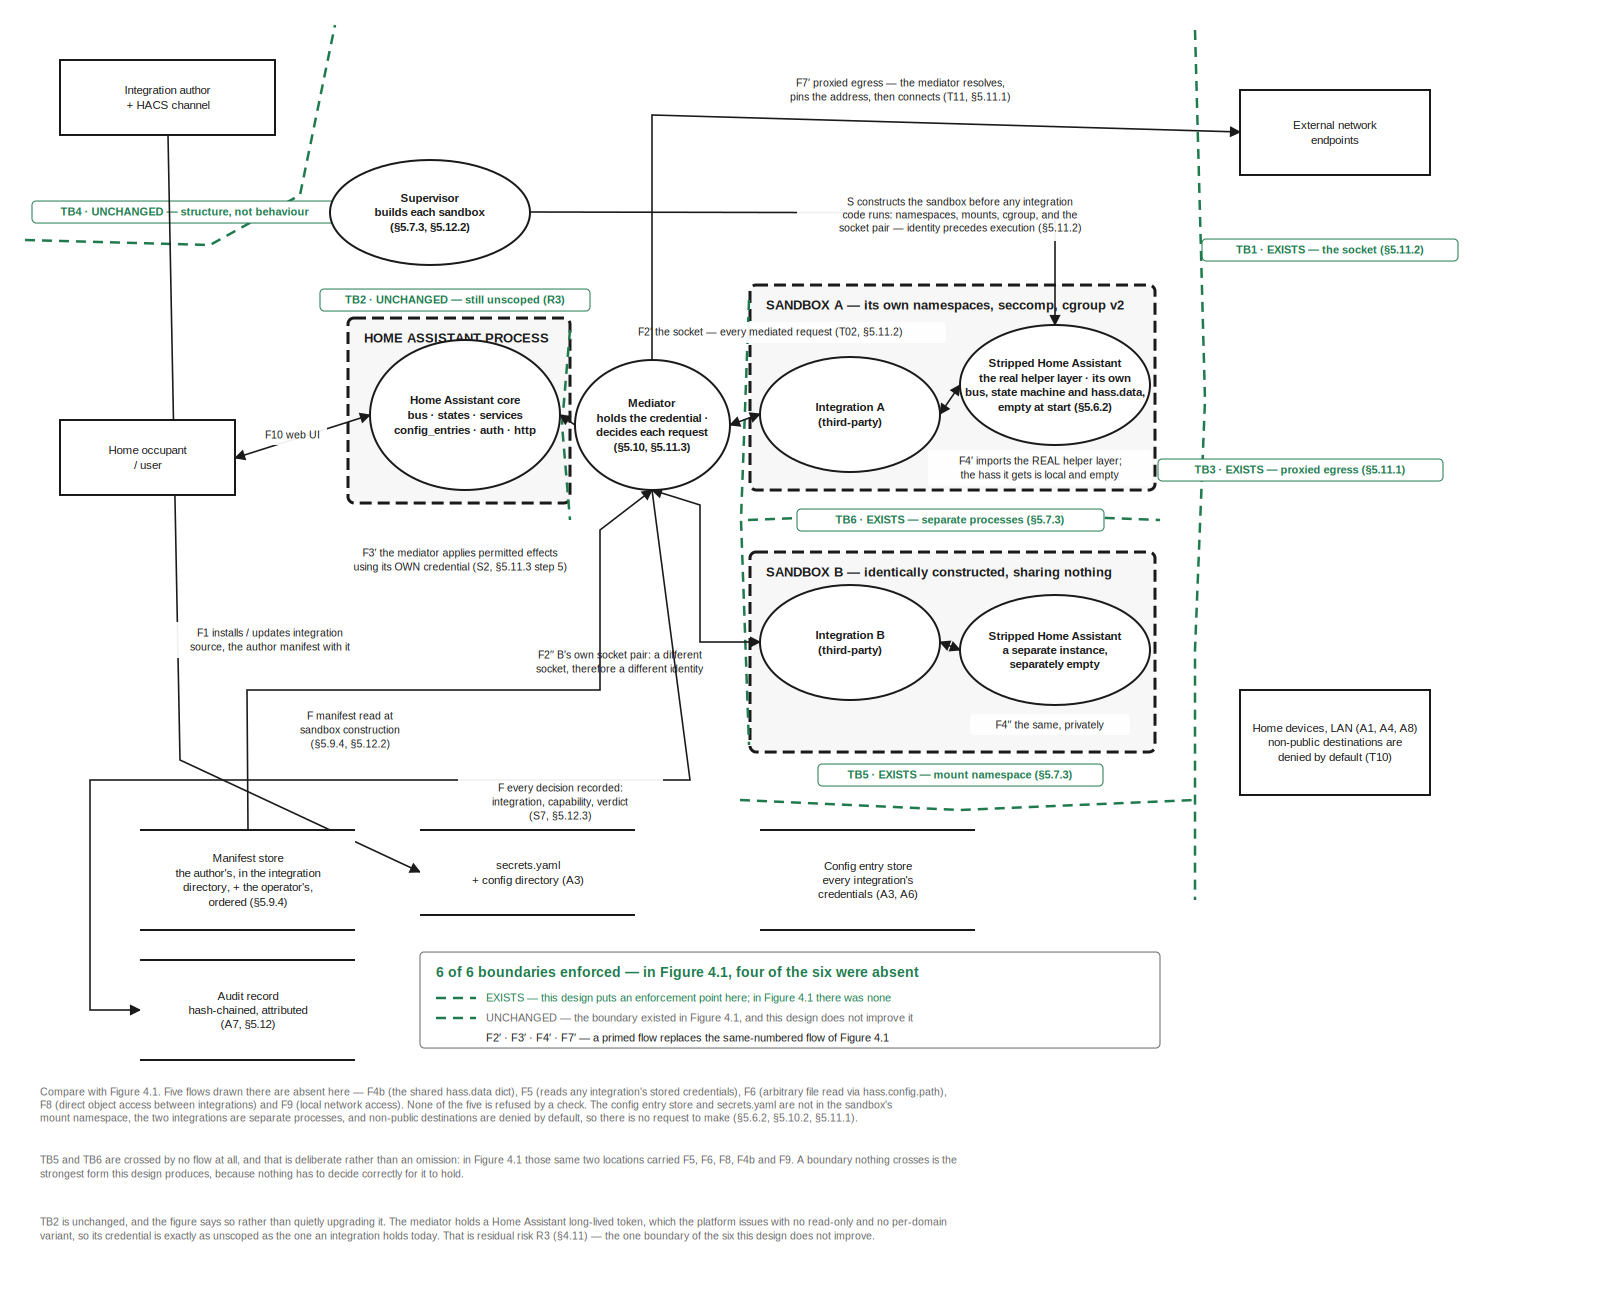 F7′ proxied egress — the mediator resolves,
pins the address, then connects (T11, §5.11.1)
Integration author
+ HACS channel
External network
endpoints
Supervisor
builds each sandbox
(§5.7.3, §5.12.2)
S constructs the sandbox before any integration
code runs: namespaces, mounts, cgroup, and the
socket pair — identity precedes execution (§5.11.2)
TB4 · UNCHANGED — structure, not behaviour
TB1 · EXISTS — the socket (§5.11.2)
TB2 · UNCHANGED — still unscoped (R3)
SANDBOX A — its own namespaces, seccomp, cgroup v2
HOME ASSISTANT PROCESS
F2′ the socket — every mediated request (T02, §5.11.2)
Home Assistant core
bus · states · services
config_entries · auth · http
Mediator
holds the credential ·
decides each request
(§5.10, §5.11.3)
Integration A
(third-party)
Stripped Home Assistant
the real helper layer · its own
bus, state machine and hass.data,
empty at start (§5.6.2)
F10 web UI
Home occupant
/ user
F4′ imports the REAL helper layer;
the hass it gets is local and empty
TB3 · EXISTS — proxied egress (§5.11.1)
TB6 · EXISTS — separate processes (§5.7.3)
F3′ the mediator applies permitted effects
using its OWN credential (S2, §5.11.3 step 5)
SANDBOX B — identically constructed, sharing nothing
F1 installs / updates integration
source, the author manifest with it
F2″ B's own socket pair: a different
socket, therefore a different identity
Integration B
(third-party)
Stripped Home Assistant
a separate instance,
separately empty
F manifest read at
sandbox construction
(§5.9.4, §5.12.2)
F4″ the same, privately
Home devices, LAN (A1, A4, A8)
non-public destinations are
denied by default (T10)
TB5 · EXISTS — mount namespace (§5.7.3)
F every decision recorded:
integration, capability, verdict
(S7, §5.12.3)
Manifest store
the author's, in the integration
directory, + the operator's,
ordered (§5.9.4)
secrets.yaml
+ config directory (A3)
Config entry store
every integration's
credentials (A3, A6)
Audit record
hash-chained, attributed
(A7, §5.12)
6 of 6 boundaries enforced — in Figure 4.1, four of the six were absent
EXISTS — this design puts an enforcement point here; in Figure 4.1 there was none
UNCHANGED — the boundary existed in Figure 4.1, and this design does not improve it
F2′ · F3′ · F4′ · F7′ — a primed flow replaces the same-numbered flow of Figure 4.1
Compare with Figure 4.1. Five flows drawn there are absent here — F4b (the shared hass.data dict), F5 (reads any integration's stored credentials), F6 (arbitrary file read via hass.config.path),
F8 (direct object access between integrations) and F9 (local network access). None of the five is refused by a check. The config entry store and secrets.yaml are not in the sandbox's
mount namespace, the two integrations are separate processes, and non-public destinations are denied by default, so there is no request to make (§5.6.2, §5.10.2, §5.11.1).
TB5 and TB6 are crossed by no flow at all, and that is deliberate rather than an omission: in Figure 4.1 those same two locations carried F5, F6, F8, F4b and F9. A boundary nothing crosses is the
strongest form this design produces, because nothing has to decide correctly for it to hold.
TB2 is unchanged, and the figure says so rather than quietly upgrading it. The mediator holds a Home Assistant long-lived token, which the platform issues with no read-only and no per-domain
variant, so its credential is exactly as unscoped as the one an integration holds today. That is residual risk R3 (§4.11) — the one boundary of the six this design does not improve.